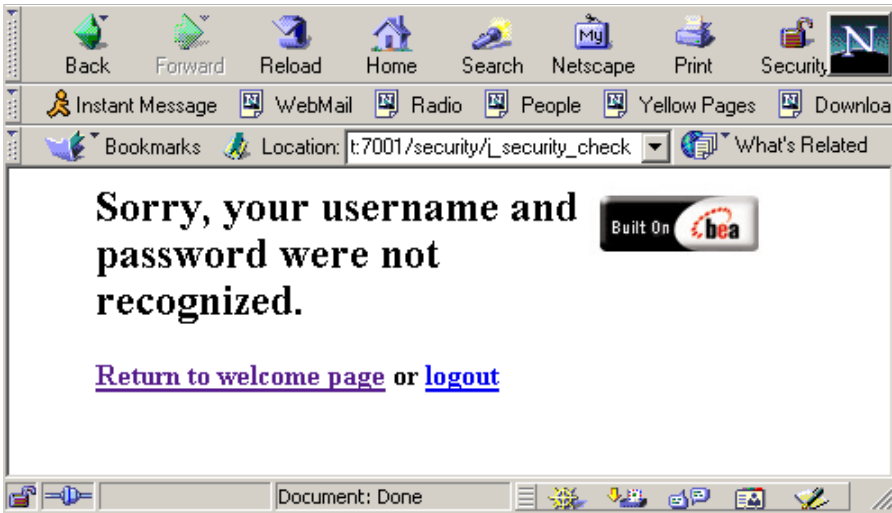 My N
Back Forward Reload Home Search Netscape Print Security
Instant Message WebMail Radio People Yellow Pages Downloa
Bookmarks Location: t:7001/security/j_security_check What's Related
Sorry, your username and
password were not
recognized.
Built On bea
Return to welcome page or logout
Document: Done